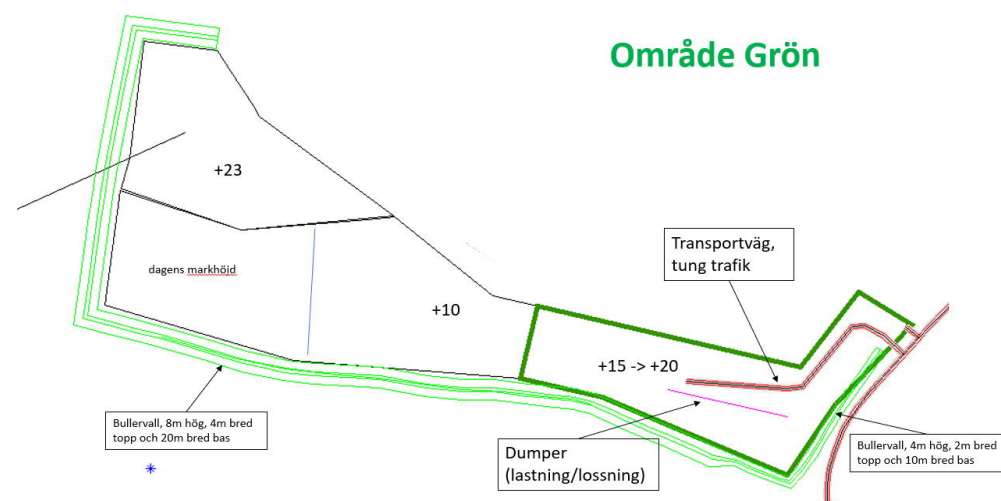 Område Grön
+23
Transportväg,
tung trafik
dagens markhöjd
+10
+15 -> +20
Bullervall, 8m hög, 4m bred
topp och 20m bred bas
Dumper
(lastning/lossning)
Bullervall, 4m hög, 2m bred
topp och 10m bred bas